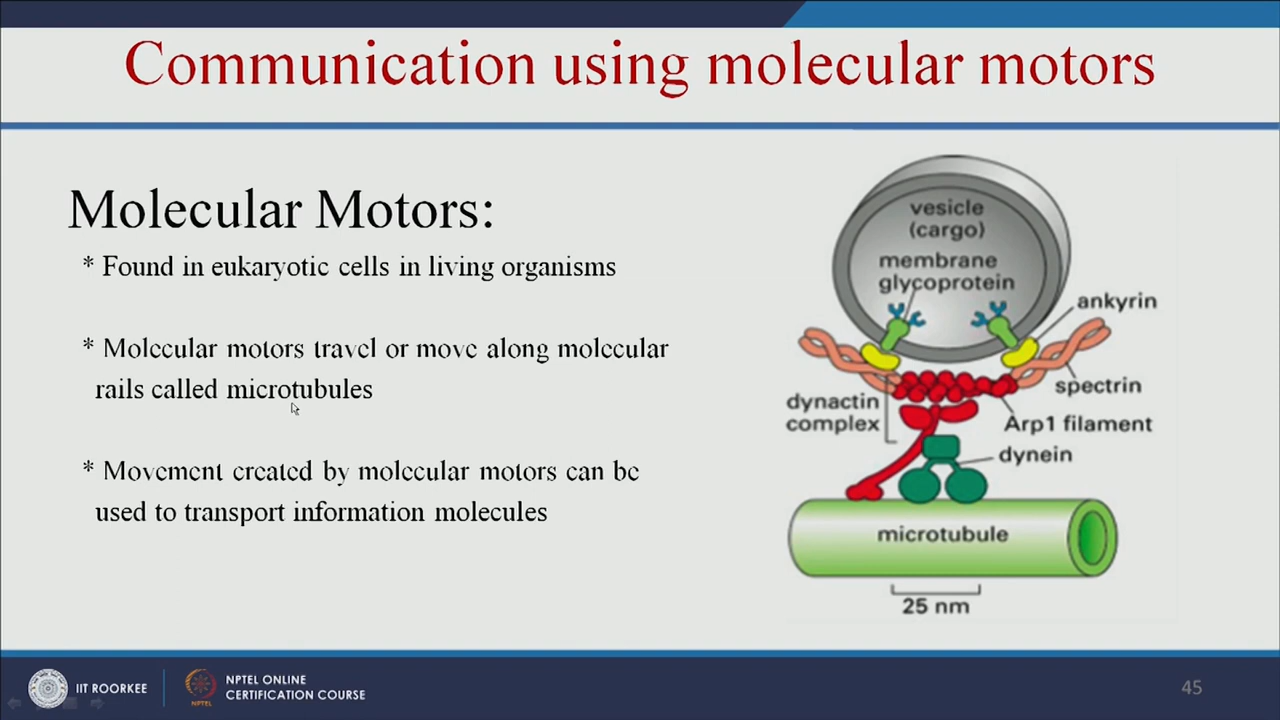 Communication using molecular motors
Molecular Motors:
* Found in eukaryotic cells in living organisms
* Molecular motors travel or move along molecular
rails called microtubules
* Movement created by molecular motors can be
used to transport information molecules
vesicle
(cargo)
membrane
glycoprotein
ankyrin
spectrin
dynactin
complex
Arp1 filament
dynein
microtubule
25 nm
IIT ROORKEE
NPTEL
NPTEL ONLINE
CERTIFICATION COURSE
45